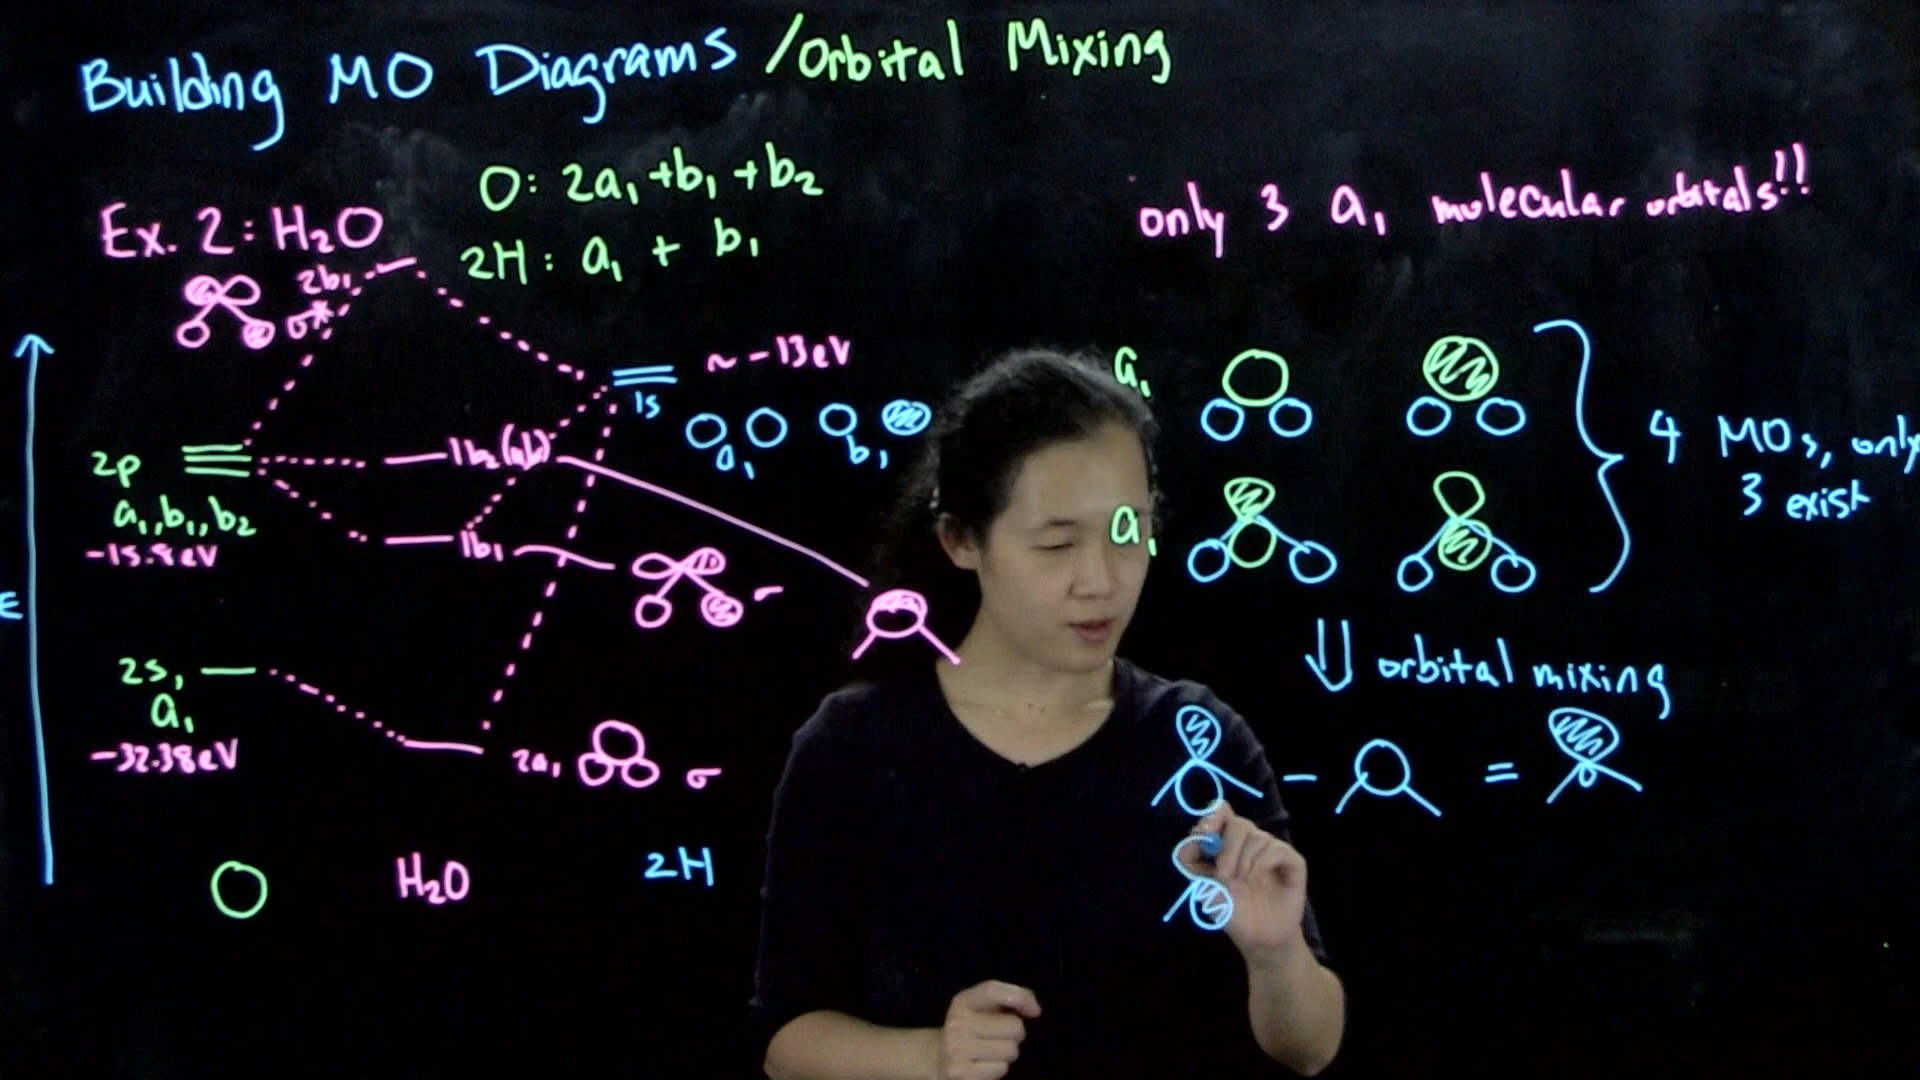 Building MO Diagrams /Orbital Mixing
Ex. 2: H₂O
O: 2a₁+b₁+b₂
2H: a₁ + b₁
only 3 a₁ molecular orbitals!!
2b₁
σ*
~ -13eV
1s
a₁
b₁
2p
a₁, b₁, b₂
-15.8eV
1b₂(nb)
1b₁
σ
2s,
a₁
-32.38eV
2a₁
σ
E
O
H₂O
2H
a₁
a₁
4 MOs, only
3 exist
⇓ orbital mixing
− =